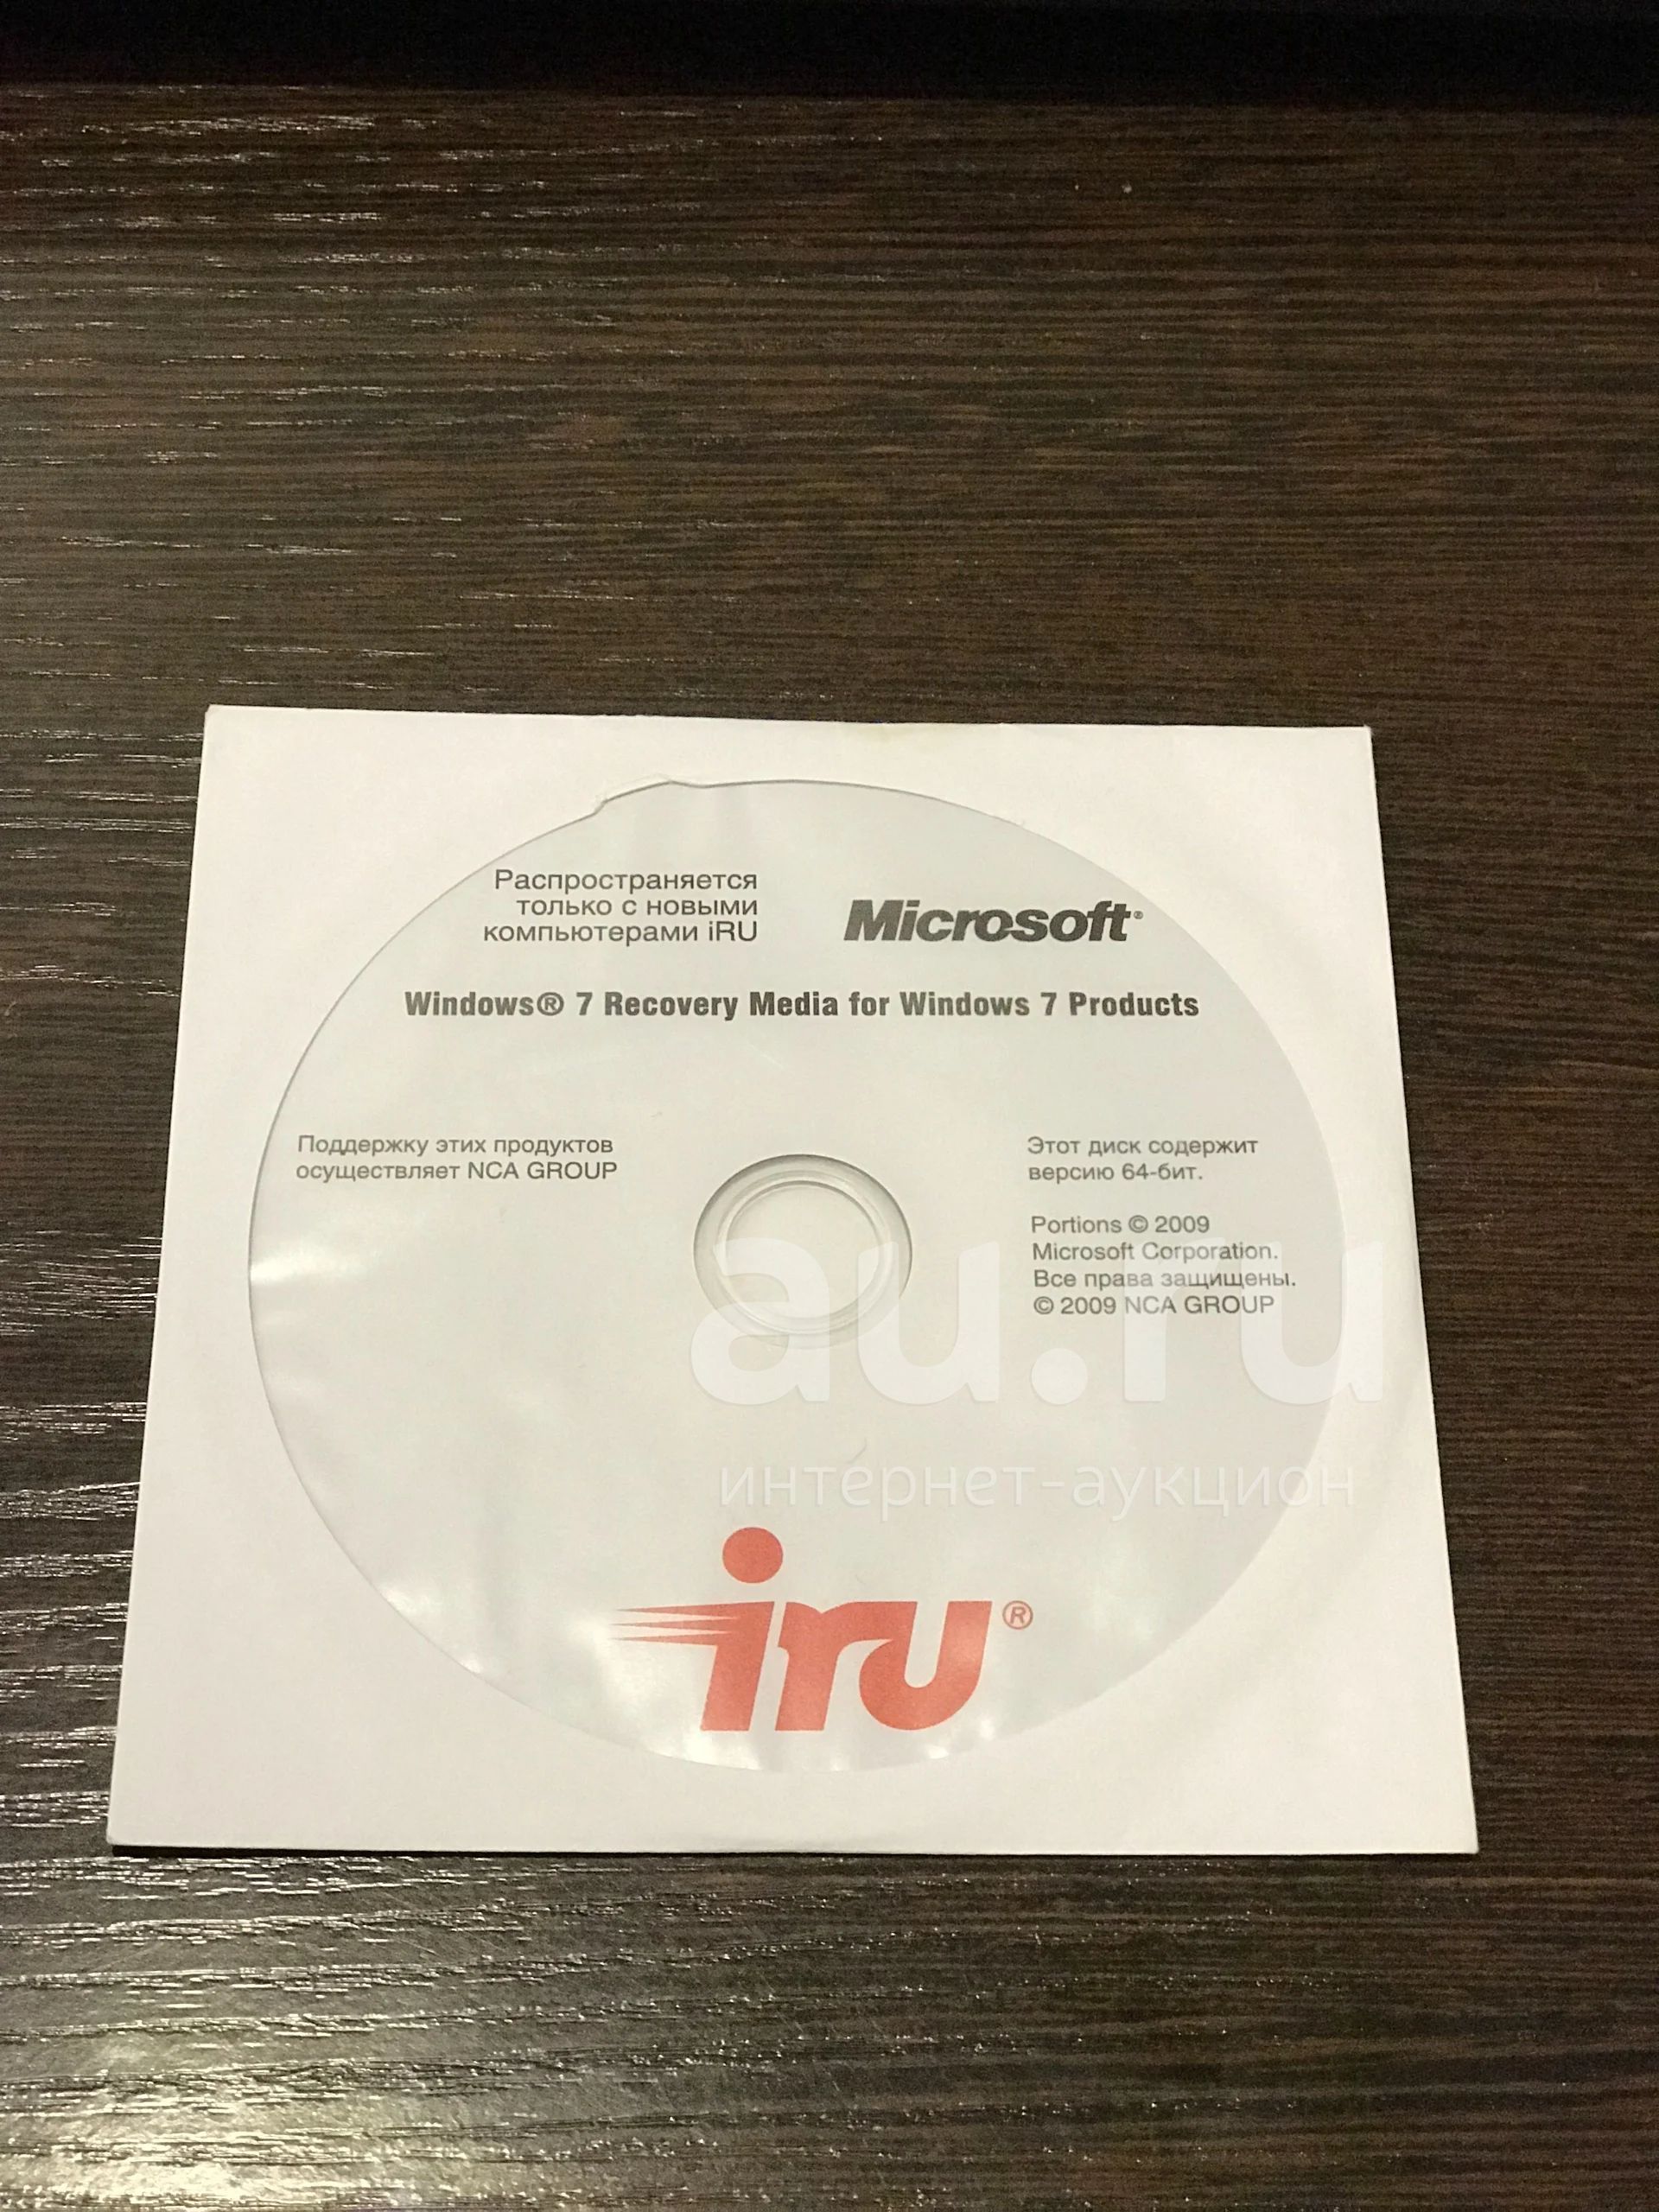 Распространяется
только с новыми
компьютерами iRU
Microsoft®
Windows® 7 Recovery Media for Windows 7 Products
Поддержку этих продуктов
осуществляет NCA GROUP
Этот диск содержит
версию 64-бит.
Portions © 2009
Microsoft Corporation.
Все права защищены.
© 2009 NCA GROUP
au.ru
интернет-аукцион
iru®